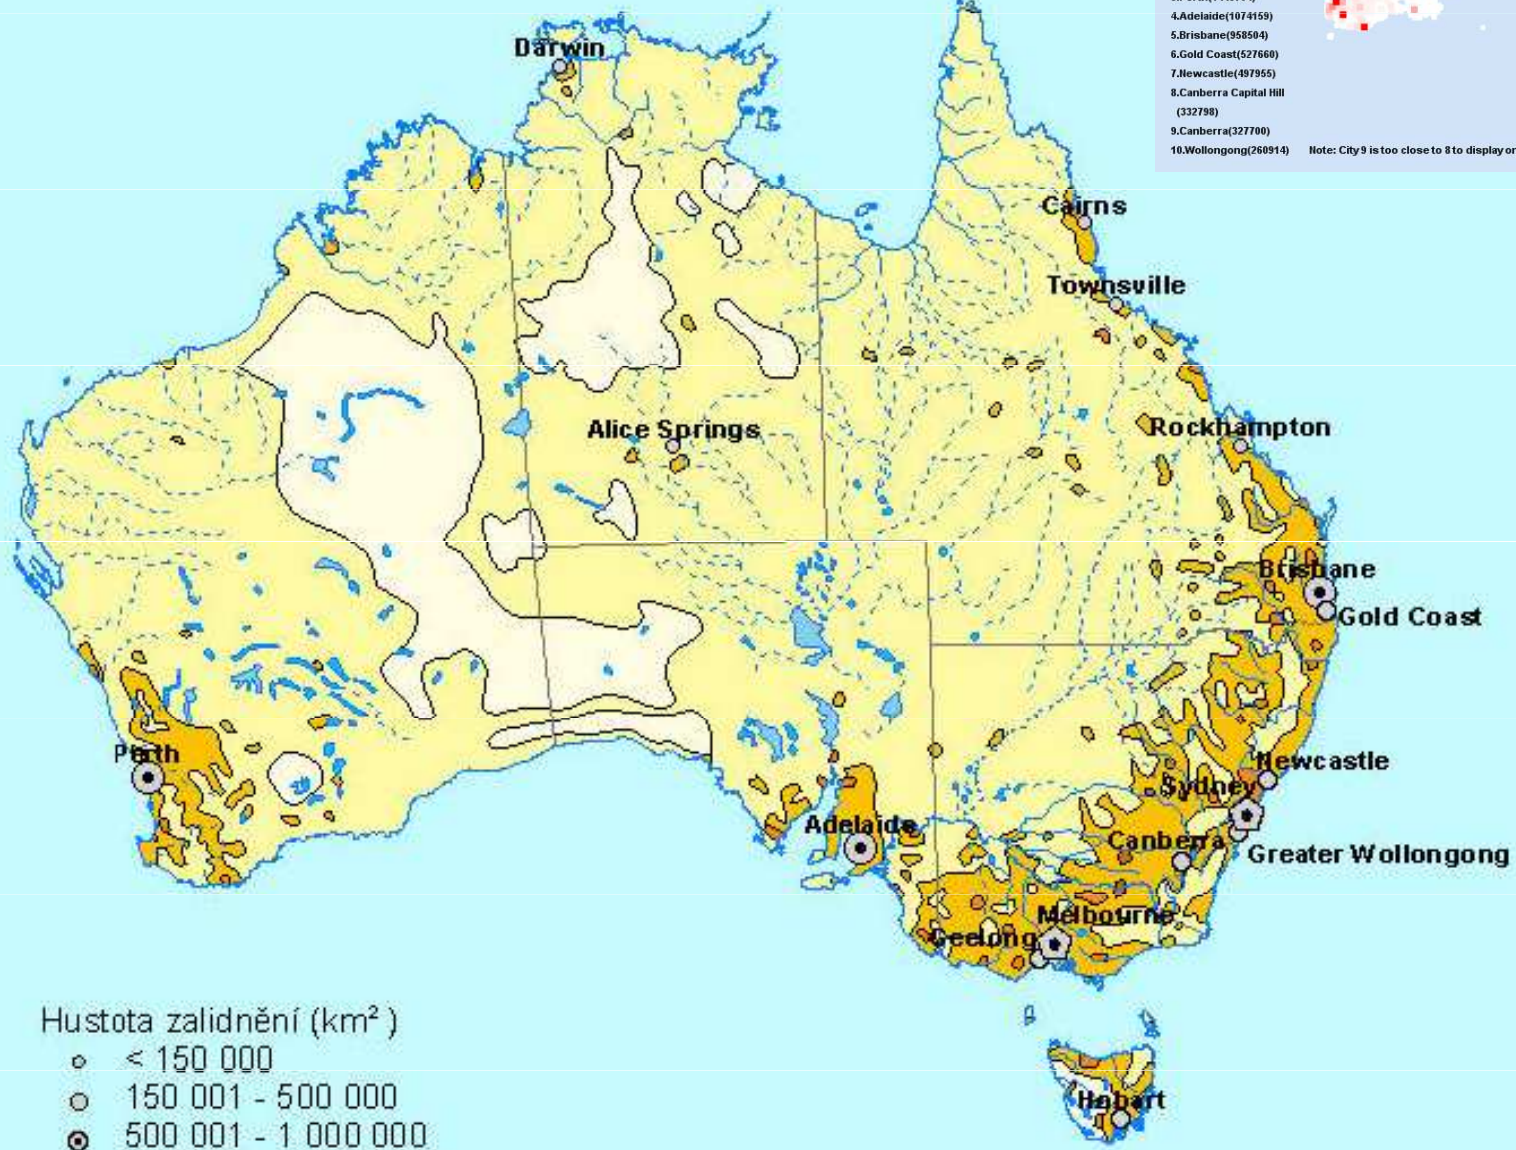 4.Adelaide(1074159)
5.Brisbane(958504)
6.Gold Coast(527660)
7.Newcastle(497955)
8.Canberra Capital Hill
(332798)
9.Canberra(327700)
10.Wollongong(260914) Note: City 9 is too close to 8 to display on
Darwin
Cairns
Townsville
Alice Springs
Rockhampton
Brisbane
Gold Coast
Perth
Newcastle
Sydney
Adelaide
Canberra
Greater Wollongong
Melbourne
Geelong
Hobart
Hustota zalidnění (km²)
< 150 000
150 001 - 500 000
500 001 - 1 000 000